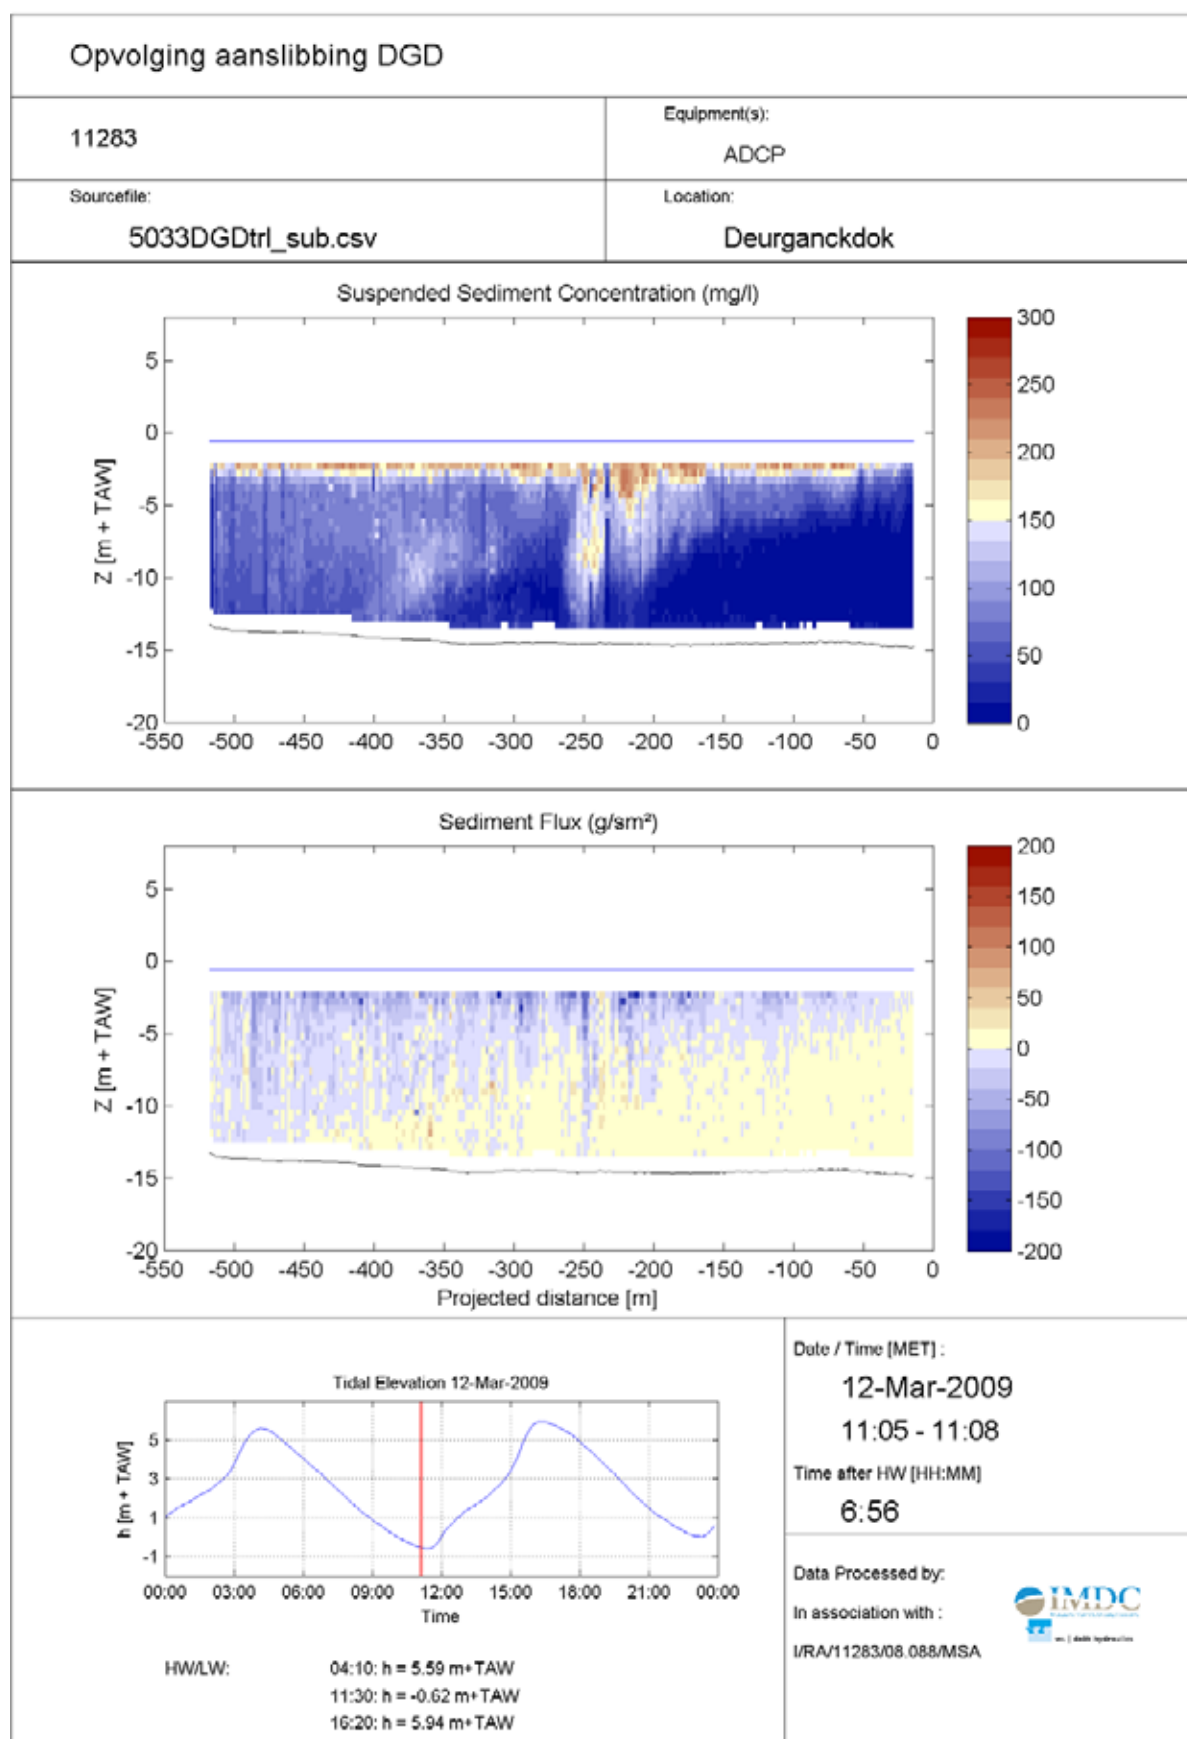 Opvolging aanslibbing DGD
11283
Equipment(s):
ADCP
Sourcefile:
5033DGDtrl_sub.csv
Location:
Deurganckdok
Suspended Sediment Concentration (mg/l)
Z [m + TAW]
5
0
-5
-10
-15
-20
-550 -500 -450 -400 -350 -300 -250 -200 -150 -100 -50 0
300
250
200
150
100
50
0
Sediment Flux (g/sm²)
Z [m + TAW]
5
0
-5
-10
-15
-20
-550 -500 -450 -400 -350 -300 -250 -200 -150 -100 -50 0
Projected distance [m]
200
150
100
50
0
-50
-100
-150
-200
Tidal Elevation 12-Mar-2009
h [m + TAW]
5
3
1
-1
00:00 03:00 06:00 09:00 12:00 15:00 18:00 21:00 00:00
Time
HW/LW:
04:10: h = 5.59 m+TAW
11:30: h = -0.62 m+TAW
16:20: h = 5.94 m+TAW
Date / Time [MET] :
12-Mar-2009
11:05 - 11:08
Time after HW [HH:MM]
6:56
Data Processed by:
IMDC
In association with :
I/RA/11283/08.088/MSA